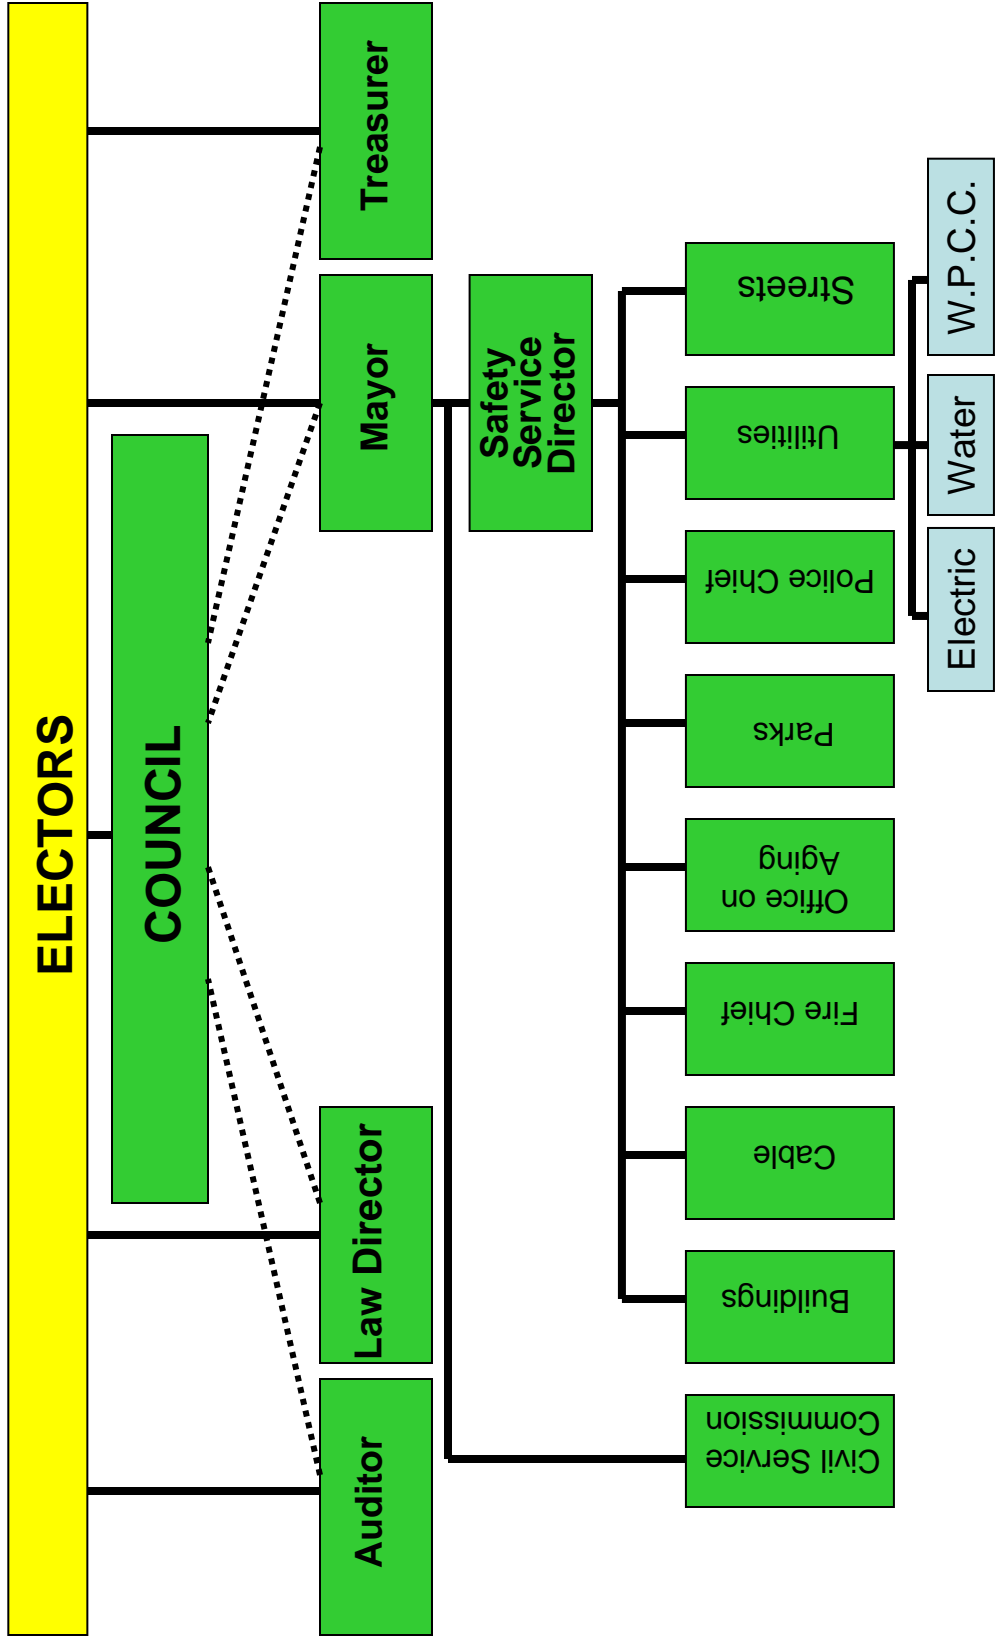 ELECTORS
COUNCIL
Auditor
Law Director
Mayor
Treasurer
Safety
Service
Director
Civil Service
Commission
Buildings
Cable
Fire Chief
Office on
Aging
Parks
Police Chief
Utilities
Streets
Electric
Water
W.P.C.C.